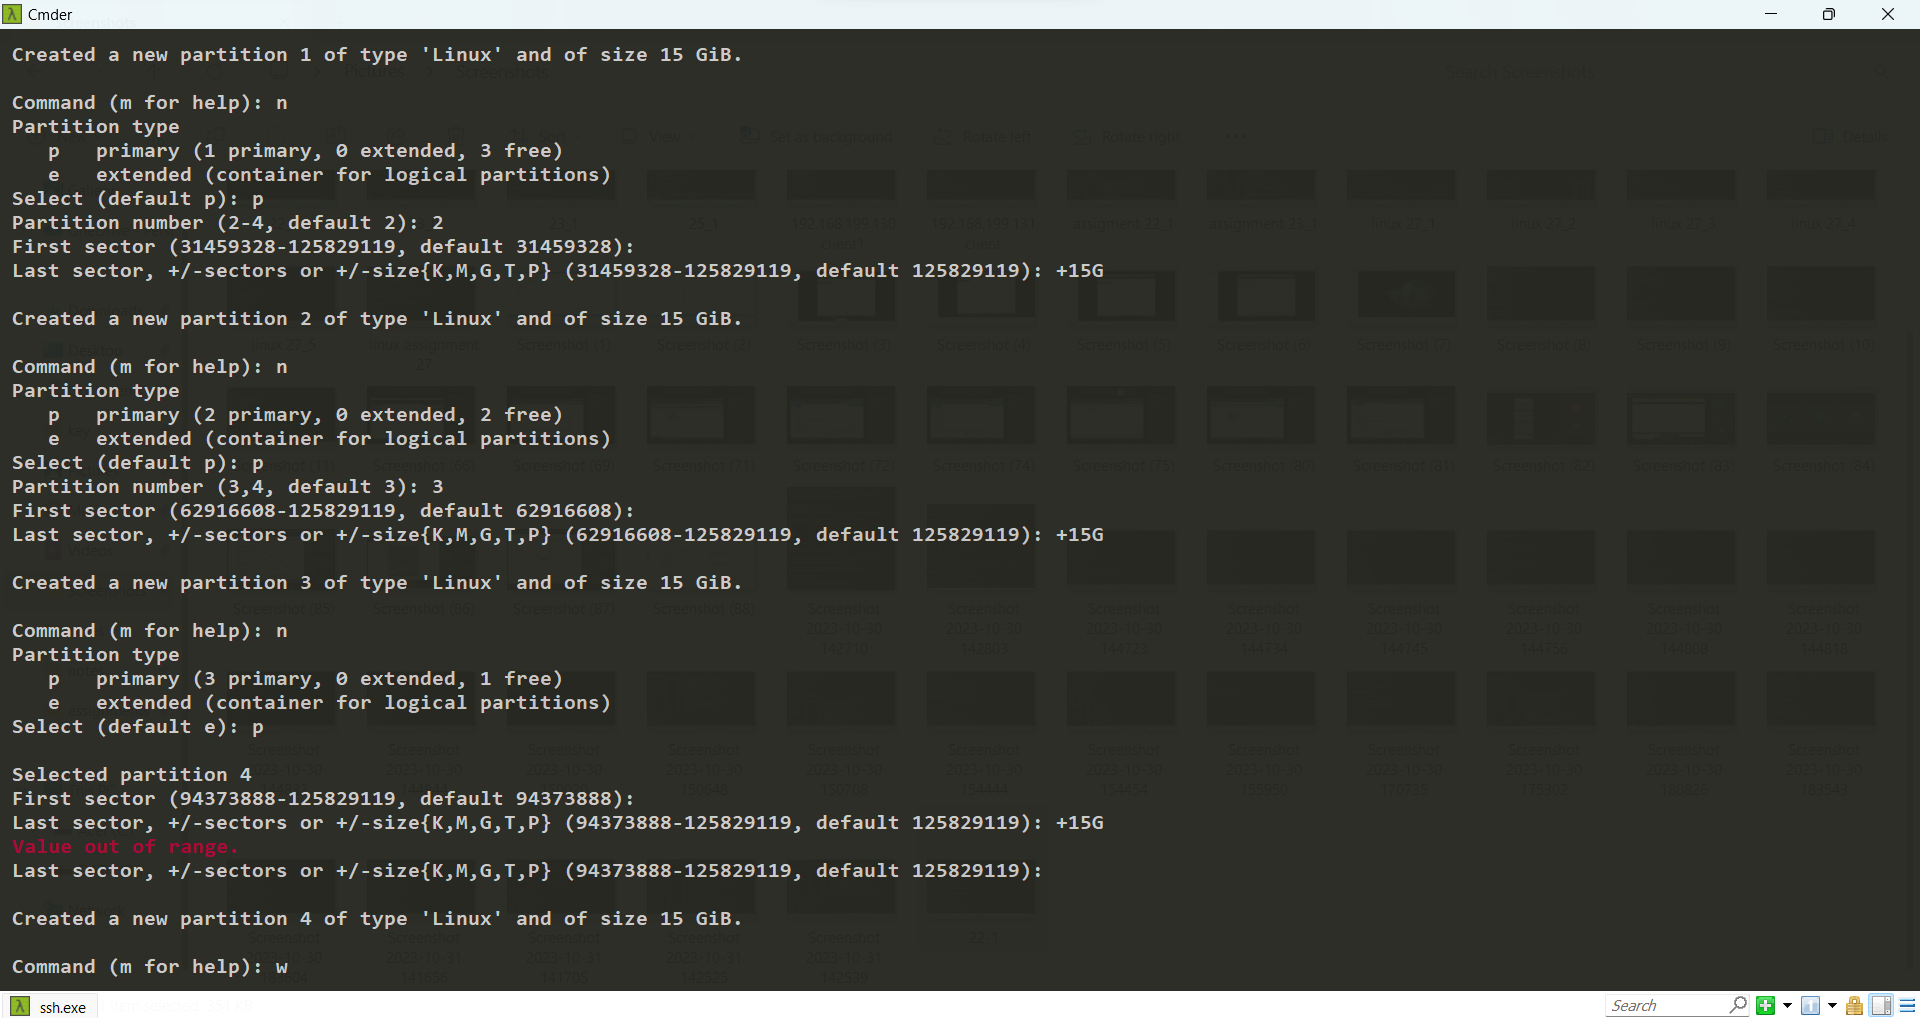 Cmder
Created a new partition 1 of type 'Linux' and of size 15 GiB.
Command (m for help): n
Partition type
p   primary (1 primary, 0 extended, 3 free)
e   extended (container for logical partitions)
Select (default p): p
Partition number (2-4, default 2): 2
First sector (31459328-125829119, default 31459328):
Last sector, +/-sectors or +/-size{K,M,G,T,P} (31459328-125829119, default 125829119): +15G
Created a new partition 2 of type 'Linux' and of size 15 GiB.
Command (m for help): n
Partition type
p   primary (2 primary, 0 extended, 2 free)
e   extended (container for logical partitions)
Select (default p): p
Partition number (3,4, default 3): 3
First sector (62916608-125829119, default 62916608):
Last sector, +/-sectors or +/-size{K,M,G,T,P} (62916608-125829119, default 125829119): +15G
Created a new partition 3 of type 'Linux' and of size 15 GiB.
Command (m for help): n
Partition type
p   primary (3 primary, 0 extended, 1 free)
e   extended (container for logical partitions)
Select (default e): p
Selected partition 4
First sector (94373888-125829119, default 94373888):
Last sector, +/-sectors or +/-size{K,M,G,T,P} (94373888-125829119, default 125829119): +15G
Value out of range.
Last sector, +/-sectors or +/-size{K,M,G,T,P} (94373888-125829119, default 125829119):
Created a new partition 4 of type 'Linux' and of size 15 GiB.
Command (m for help): w
ssh.exe
Search